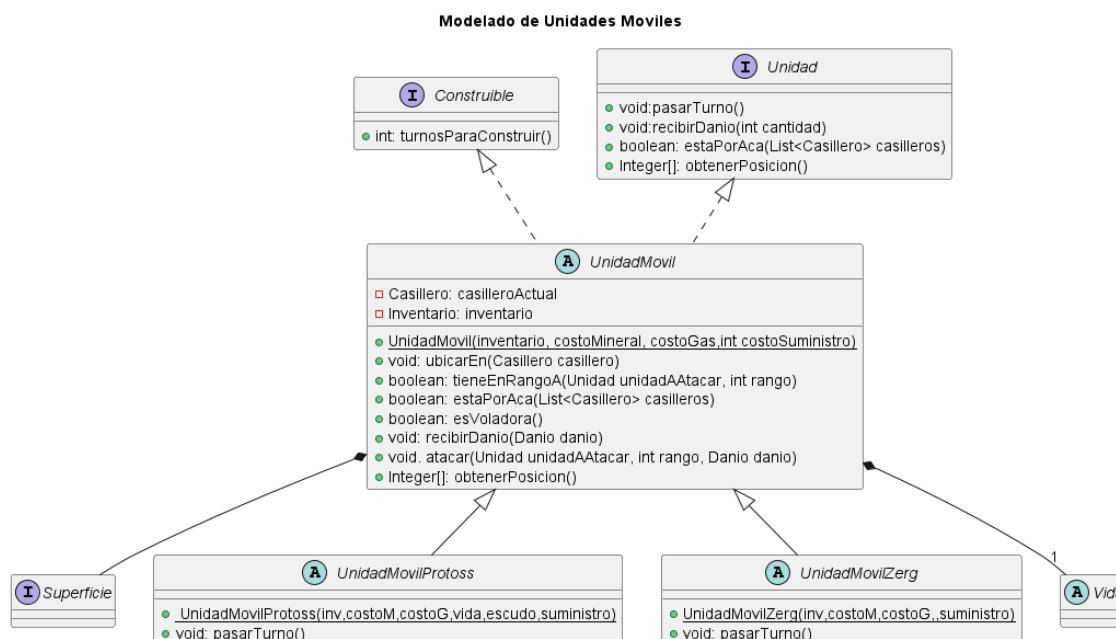 Modelado de Unidades Moviles
I Unidad
void:pasarTurno()
void:recibirDanio(int cantidad)
boolean: estaPorAca(List<Casillero> casilleros)
Integer[]: obtenerPosicion()
I Construible
int: turnosParaConstruir()
A UnidadMovil
Casillero: casilleroActual
Inventario: inventario
UnidadMovil(inventario, costoMineral, costoGas,int costoSuministro)
void: ubicarEn(Casillero casillero)
boolean: tieneEnRangoA(Unidad unidadAAtacar, int rango)
boolean: estaPorAca(List<Casillero> casilleros)
boolean: esVoladora()
void: recibirDanio(Danio danio)
void. atacar(Unidad unidadAAtacar, int rango, Danio danio)
Integer[]: obtenerPosicion()
I Superficie
A UnidadMovilProtoss
UnidadMovilProtoss(inv,costoM,costoG,vida,escudo,suministro)
void: pasarTurno()
A UnidadMovilZerg
UnidadMovilZerg(inv,costoM,costoG,,suministro)
void: pasarTurno()
1
A Vida